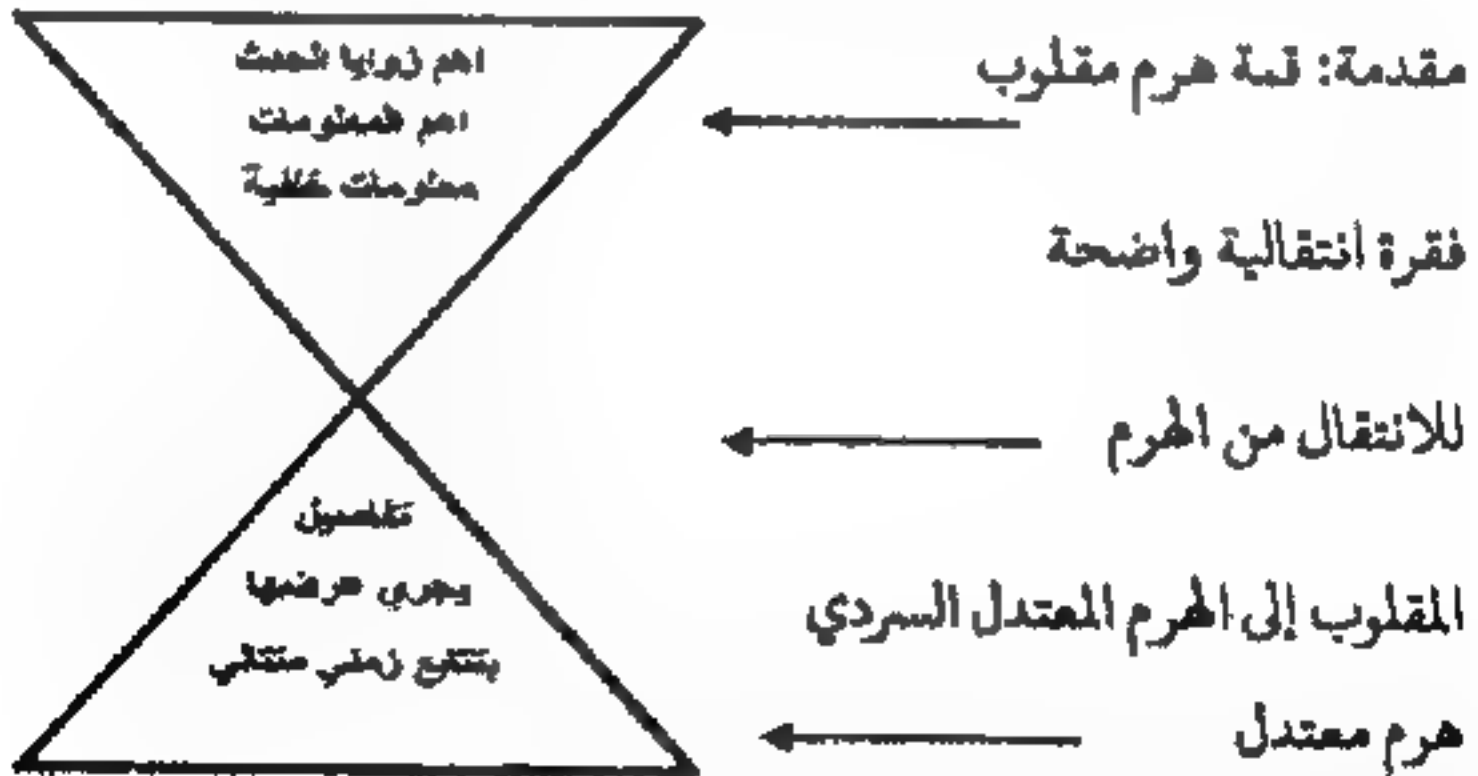 اهم زوايا الحدث
اهم المعلومات
معلومات خلفية
مقدمة: قمة هرم مقلوب
فقرة انتقالية واضحة
للانتقال من الهرم
المقلوب إلى الهرم المعتدل السردي
هرم معتدل
تفاصيل
يجري عرضها
بتتابع زمني متتالي